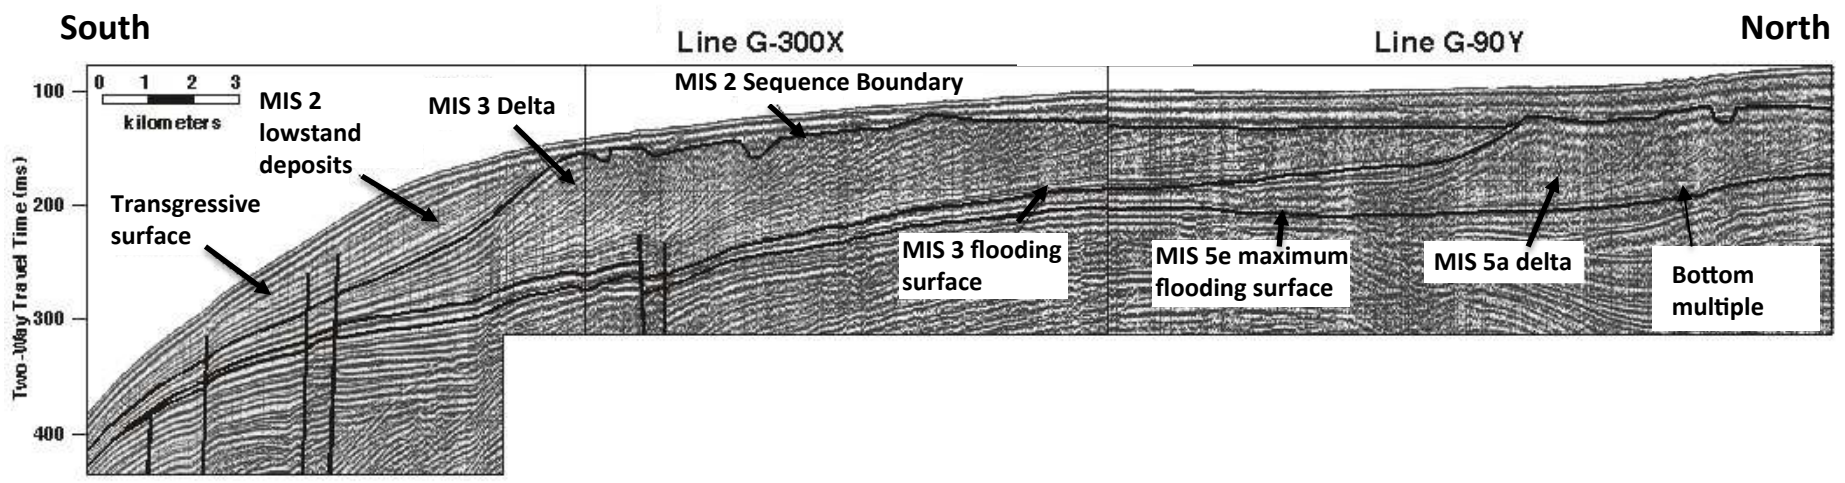 South
Line G-300X
Line G-90Y
North
0 1 2 3
kilometers
MIS 2
lowstand
deposits
MIS 3 Delta
MIS 2 Sequence Boundary
Transgressive
surface
MIS 3 flooding
surface
MIS 5e maximum
flooding surface
MIS 5a delta
Bottom
multiple
Two-Way Travel Time (ms)
100
200
300
400